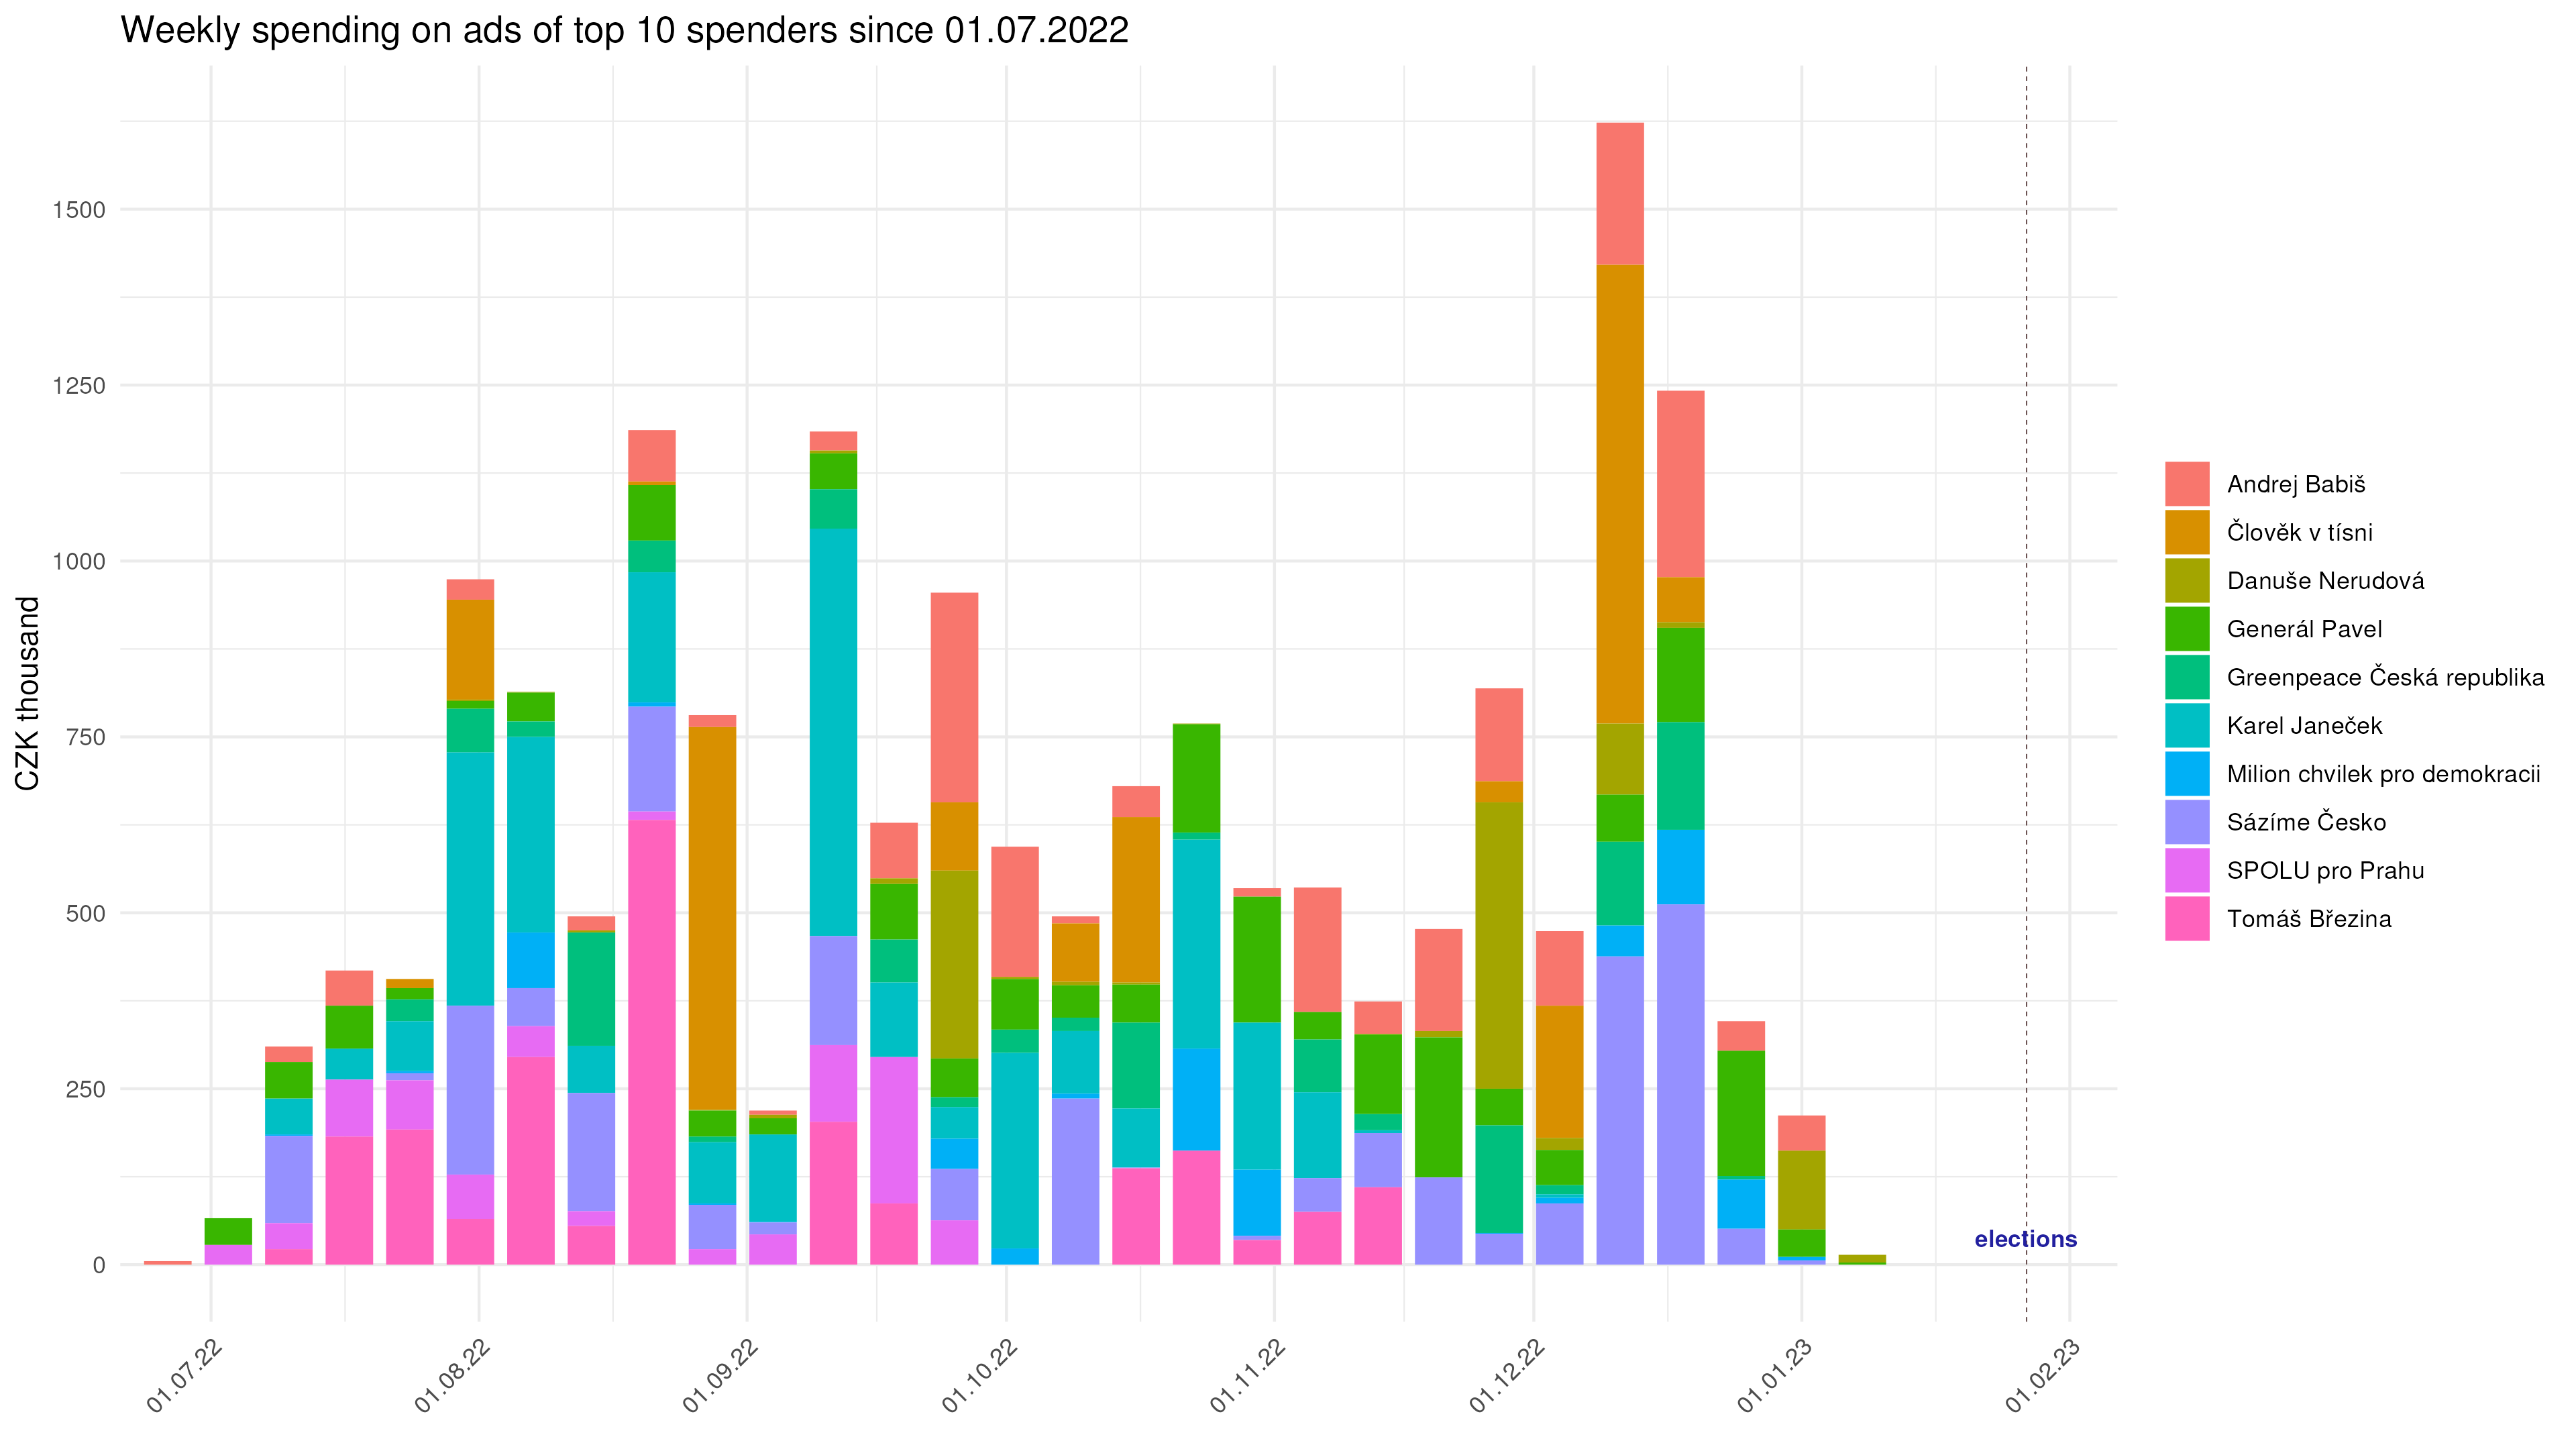 Weekly spending on ads of top 10 spenders since 01.07.2022
CZK thousand
1500
1250
1000
750
500
250
0
01.07.22
01.08.22
01.09.22
01.10.22
01.11.22
01.12.22
01.01.23
01.02.23
elections
Andrej Babiš
Člověk v tísni
Danuše Nerudová
Generál Pavel
Greenpeace Česká republika
Karel Janeček
Milion chvilek pro demokracii
Sázíme Česko
SPOLU pro Prahu
Tomáš Březina